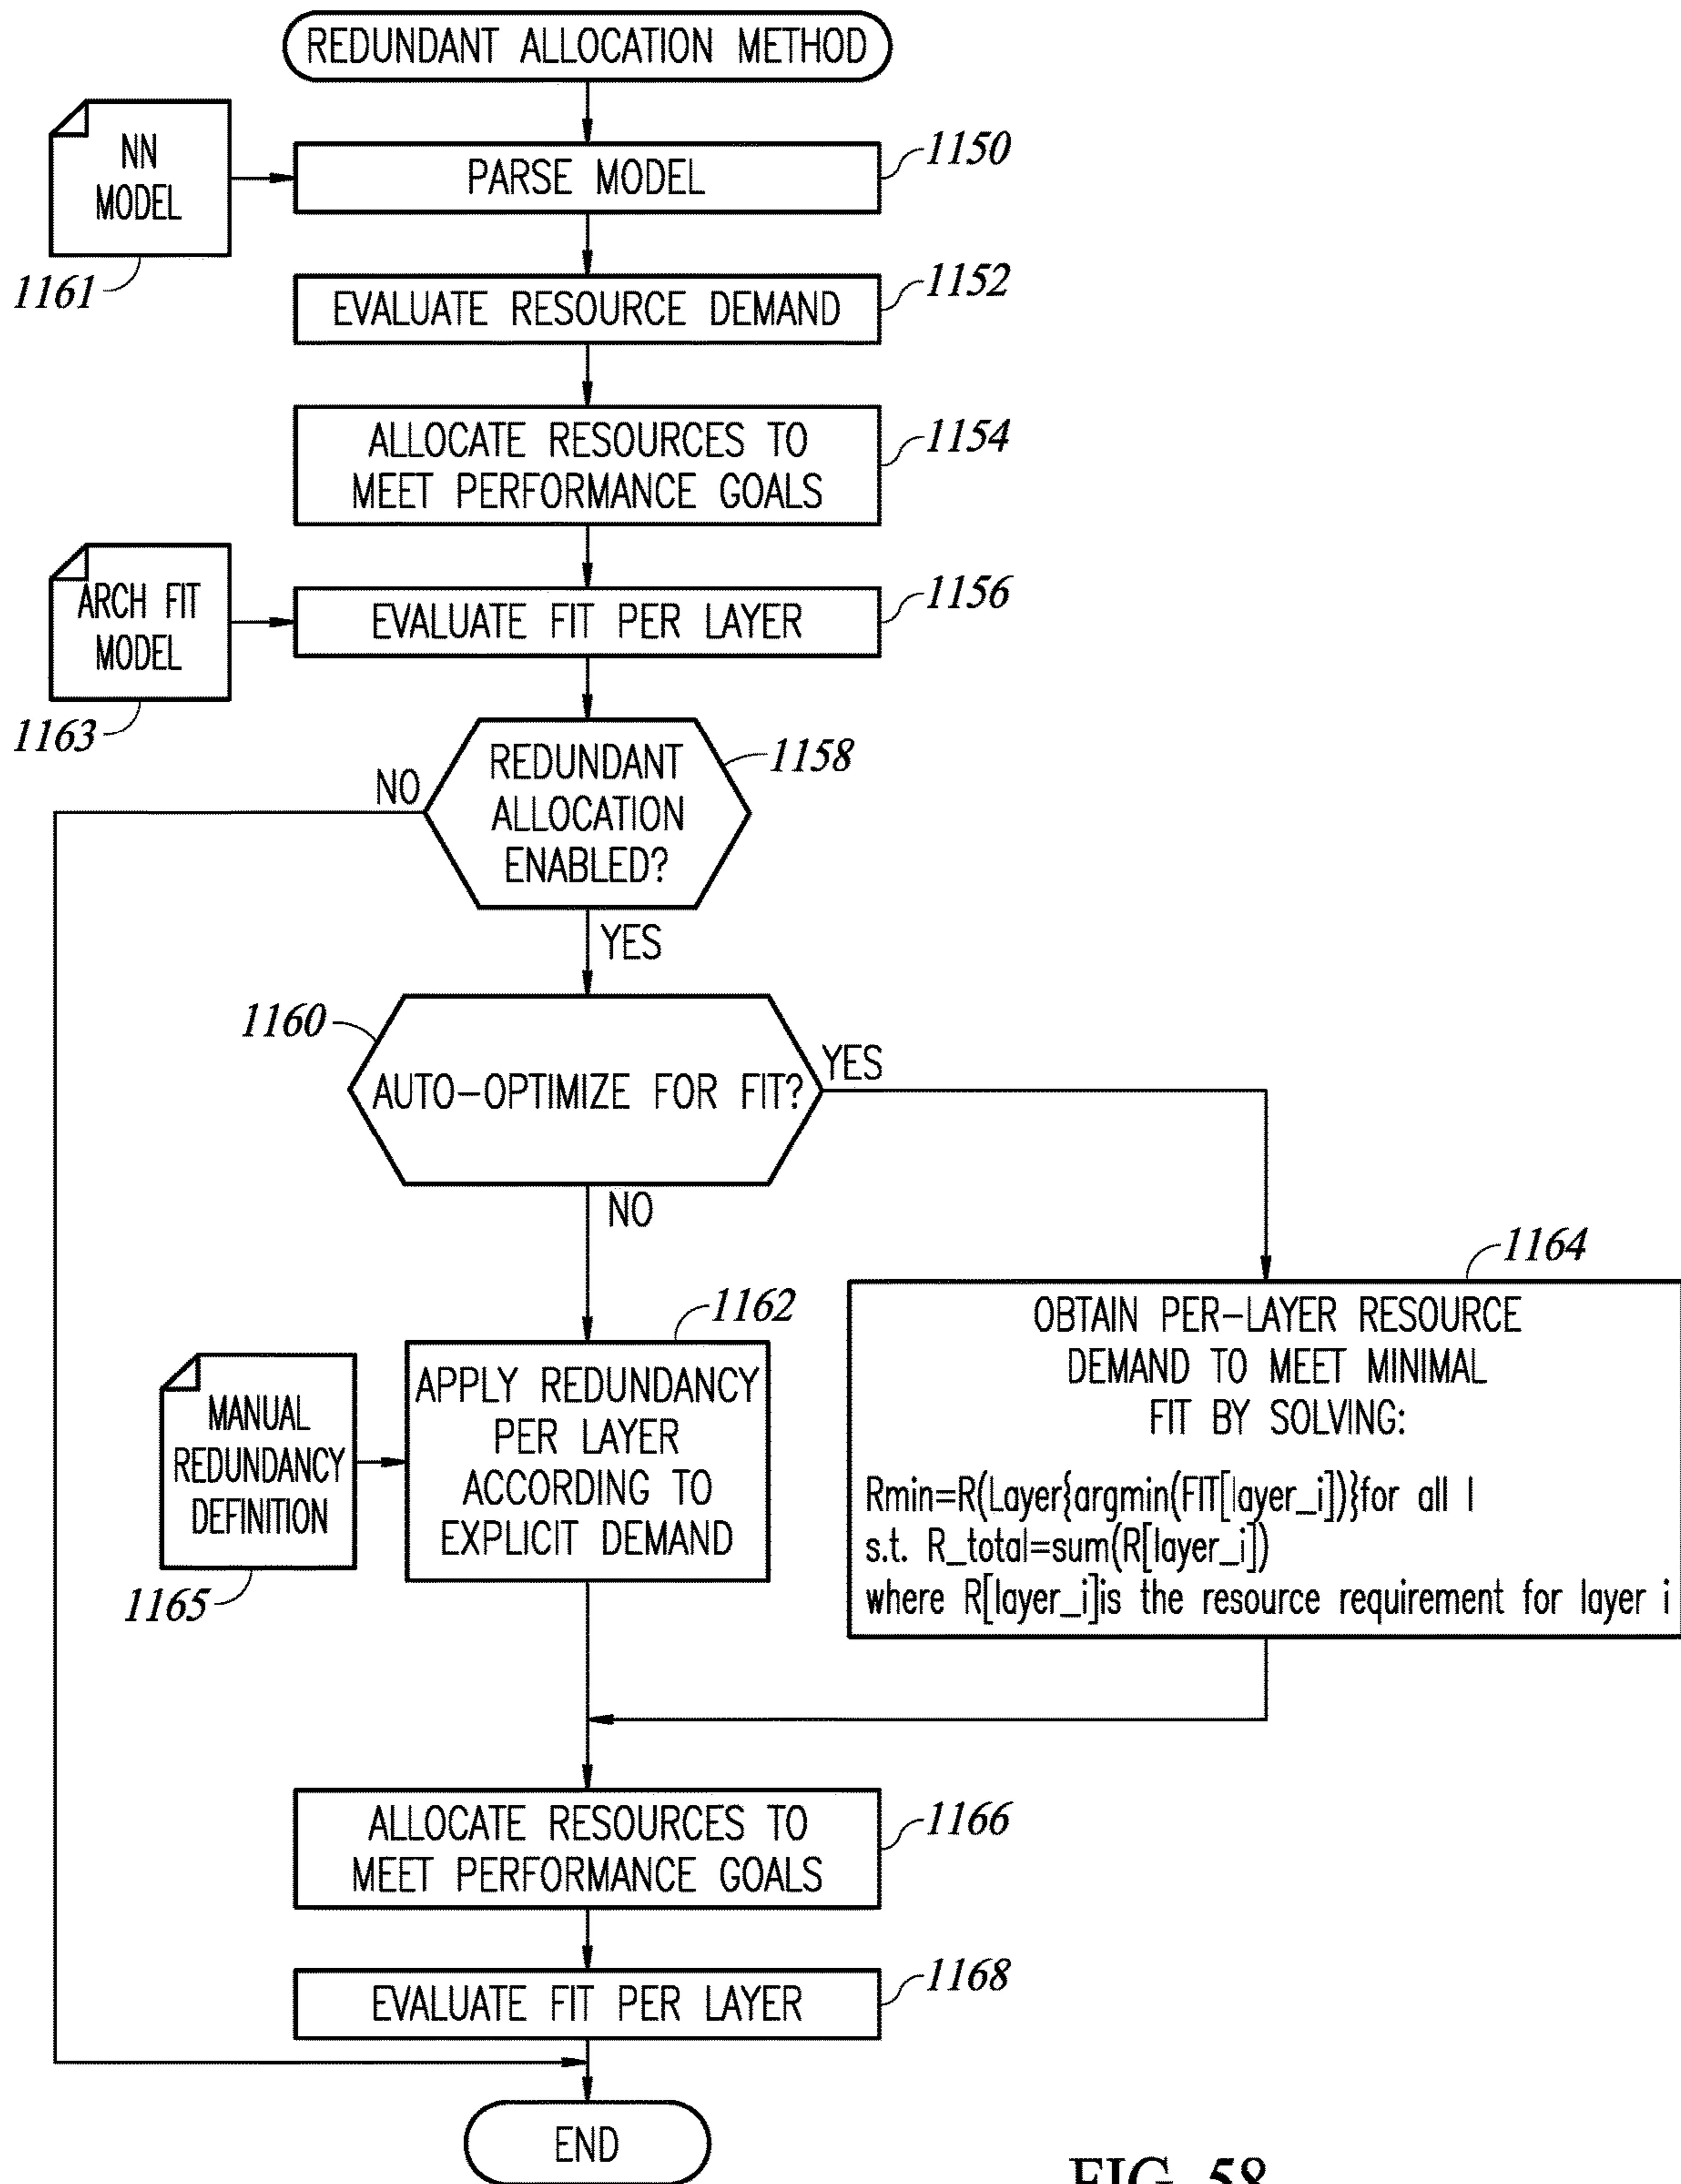 REDUNDANT ALLOCATION METHOD
NN
MODEL
1161
PARSE MODEL
1150
EVALUATE RESOURCE DEMAND
1152
ALLOCATE RESOURCES TO
MEET PERFORMANCE GOALS
1154
ARCH FIT
MODEL
1163
EVALUATE FIT PER LAYER
1156
REDUNDANT
ALLOCATION
ENABLED?
1158
NO
YES
1160
AUTO-OPTIMIZE FOR FIT?
YES
NO
1162
MANUAL
REDUNDANCY
DEFINITION
1165
APPLY REDUNDANCY
PER LAYER
ACCORDING TO
EXPLICIT DEMAND
1164
OBTAIN PER-LAYER RESOURCE
DEMAND TO MEET MINIMAL
FIT BY SOLVING:
Rmin=R(Layer{argmin(FIT[layer_i])}for all I
s.t. R_total=sum(R[layer_i])
where R[layer_i]is the resource requirement for layer i
ALLOCATE RESOURCES TO
MEET PERFORMANCE GOALS
1166
EVALUATE FIT PER LAYER
1168
END
FIG. 58